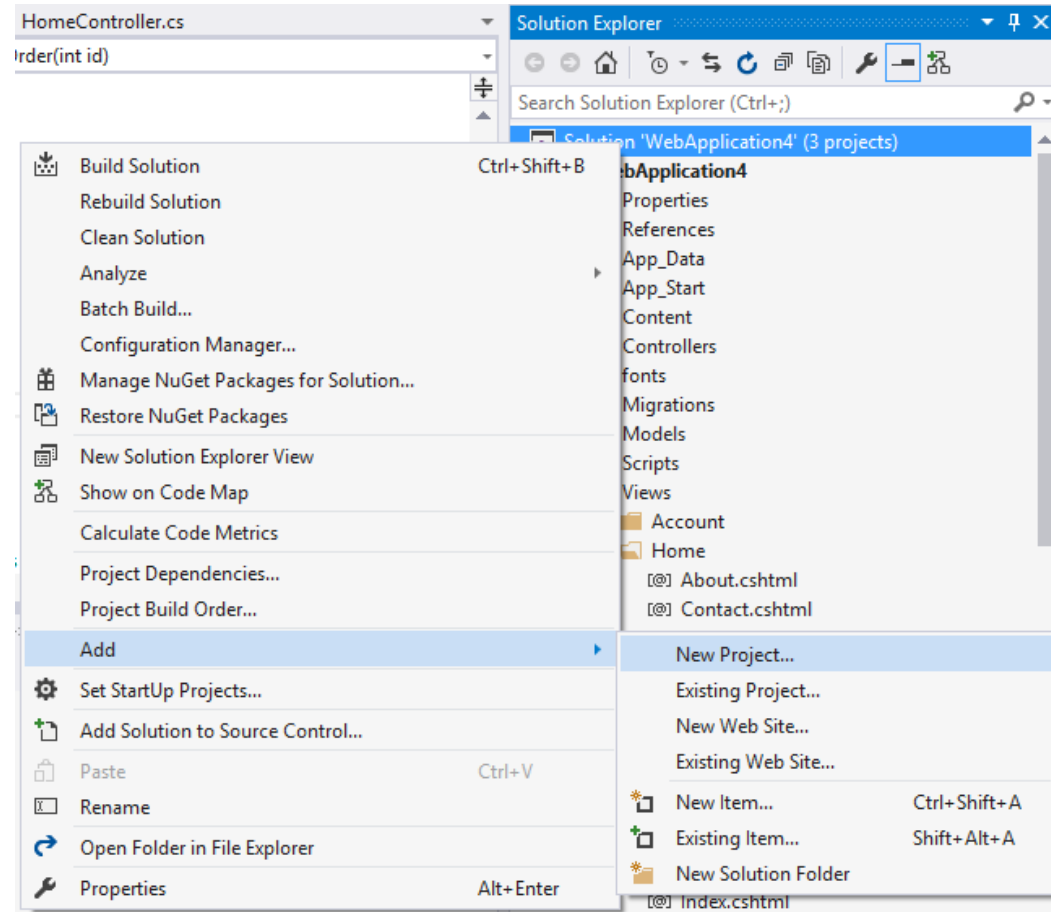 HomeController.cs
Order(int id)
Solution Explorer
Search Solution Explorer (Ctrl+;)
Solution 'WebApplication4' (3 projects)
bApplication4
Properties
References
App_Data
App_Start
Content
Controllers
fonts
Migrations
Models
Scripts
Views
Account
Home
[@] About.cshtml
[@] Contact.cshtml
[@] Index.cshtml
Build Solution Ctrl+Shift+B
Rebuild Solution
Clean Solution
Analyze
Batch Build...
Configuration Manager...
Manage NuGet Packages for Solution...
Restore NuGet Packages
New Solution Explorer View
Show on Code Map
Calculate Code Metrics
Project Dependencies...
Project Build Order...
Add
Set StartUp Projects...
Add Solution to Source Control...
Paste Ctrl+V
Rename
Open Folder in File Explorer
Properties Alt+Enter
New Project...
Existing Project...
New Web Site...
Existing Web Site...
New Item... Ctrl+Shift+A
Existing Item... Shift+Alt+A
New Solution Folder